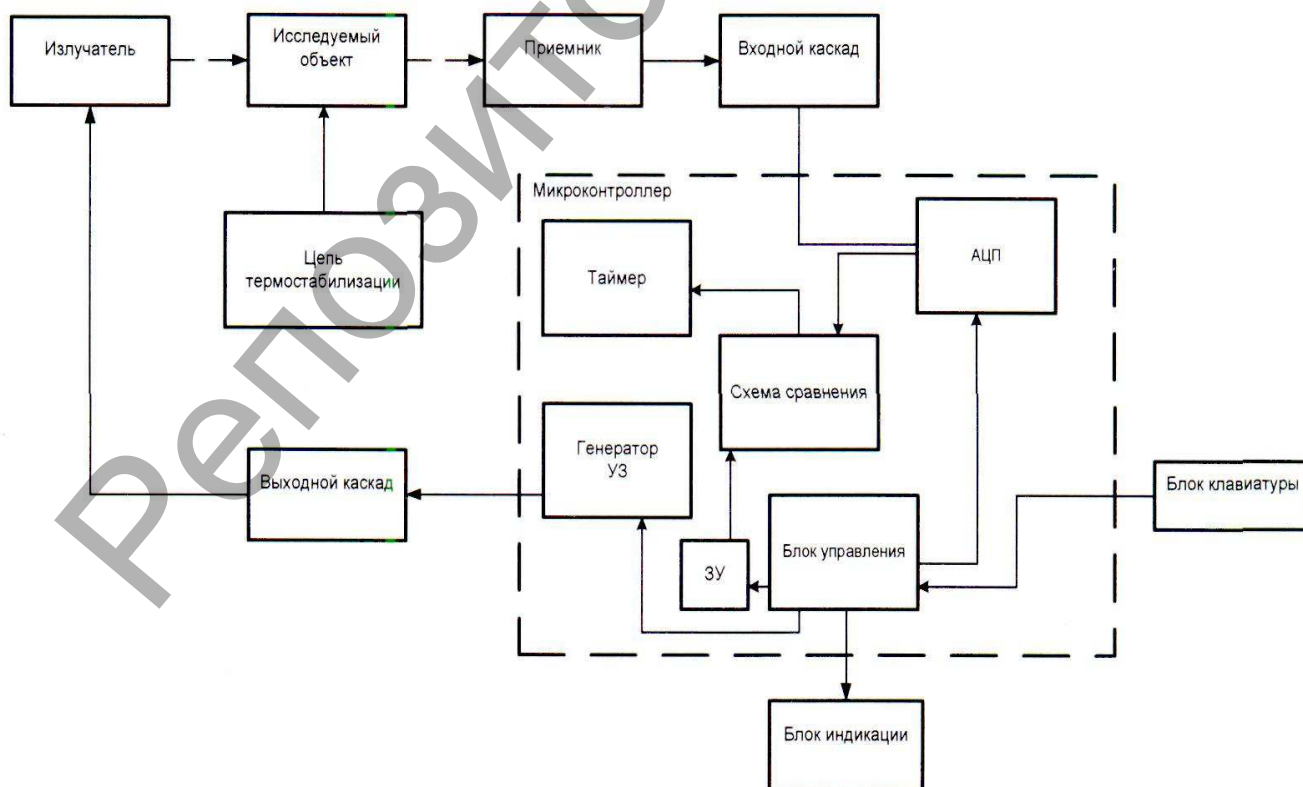 Излучатель
Исследуемый
объект
Приемник
Входной каскад
Микроконтроллер
Цепь
термостабилизации
Таймер
АЦП
Схема сравнения
Генератор
УЗ
Выходной каскад
Блок клавиатуры
ЗУ
Блок управления
Блок индикации
Репозито